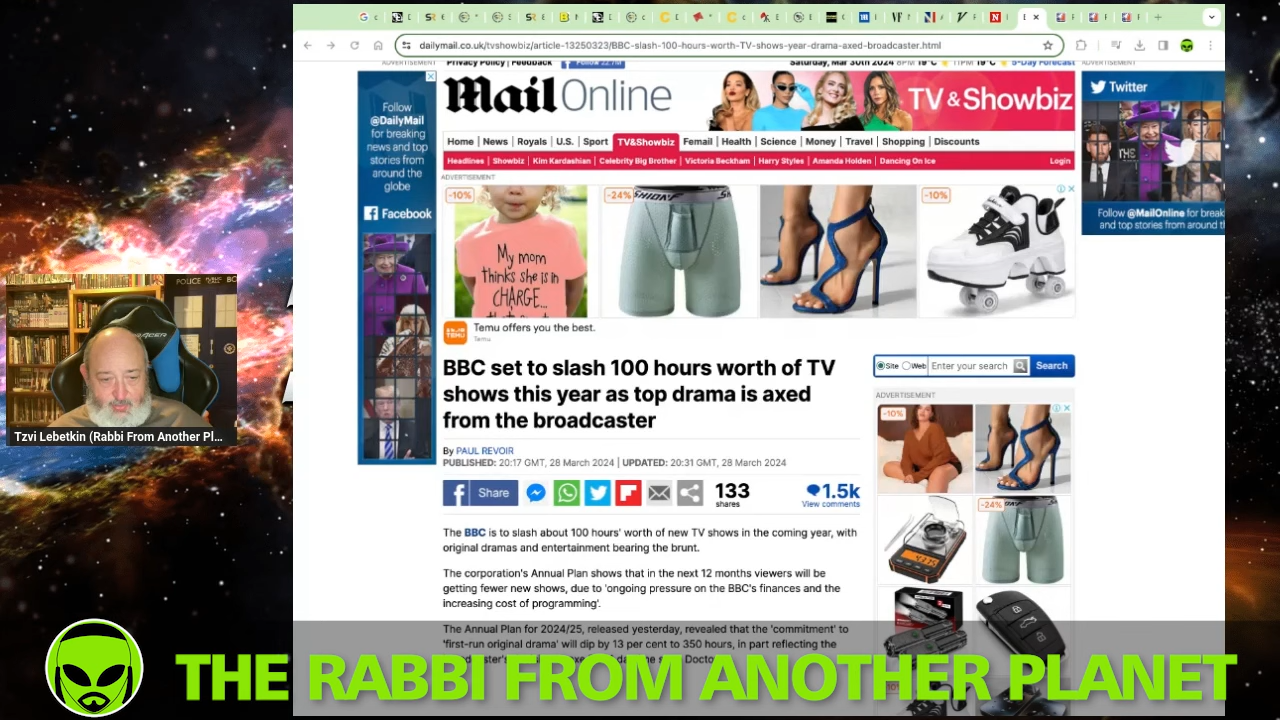 dailymail.co.uk/tvshowbiz/article-13250323/BBC-slash-100-hours-worth-TV-shows-year-drama-axed-broadcaster.html
ADVERTISEMENT
Privacy Policy | Feedback
Saturday, Mar 30th 2024
5-Day Forecast
ADVERTISEMENT
Mail Online
TV & Showbiz
Home | News | Royals | U.S. | Sport | TV&Showbiz | Femail | Health | Science | Money | Travel | Shopping | Discounts
Headlines | Showbiz | Kim Kardashian | Celebrity Big Brother | Victoria Beckham | Harry Styles | Amanda Holden | Dancing On Ice
Login
Follow
@DailyMail
for breaking
news and top
stories from
around the
globe
Facebook
Twitter
THE
Follow @MailOnline for break
and top stories from around t
ADVERTISEMENT
-10%
My mom
thinks she is in
CHARGE...
-24%
-10%
TEMU
Temu offers you the best.
Temu
BBC set to slash 100 hours worth of TV
shows this year as top drama is axed
from the broadcaster
By PAUL REVOIR
PUBLISHED: 20:17 GMT, 28 March 2024 | UPDATED: 20:31 GMT, 28 March 2024
Share
133
shares
1.5k
View comments
The BBC is to slash about 100 hours' worth of new TV shows in the coming year, with
original dramas and entertainment bearing the brunt.
The corporation's Annual Plan shows that in the next 12 months viewers will be
getting fewer new shows, due to 'ongoing pressure on the BBC's finances and the
increasing cost of programming'.
The Annual Plan for 2024/25, released yesterday, revealed that the 'commitment' to
'first-run original drama' will dip by 13 per cent to 350 hours, in part reflecting the
Site Web Enter your search Search
ADVERTISEMENT
-10%
-24%
POLICE
BO
Tzvi Lebetkin (Rabbi From Another Pl...
THE RABBI FROM ANOTHER PLANET